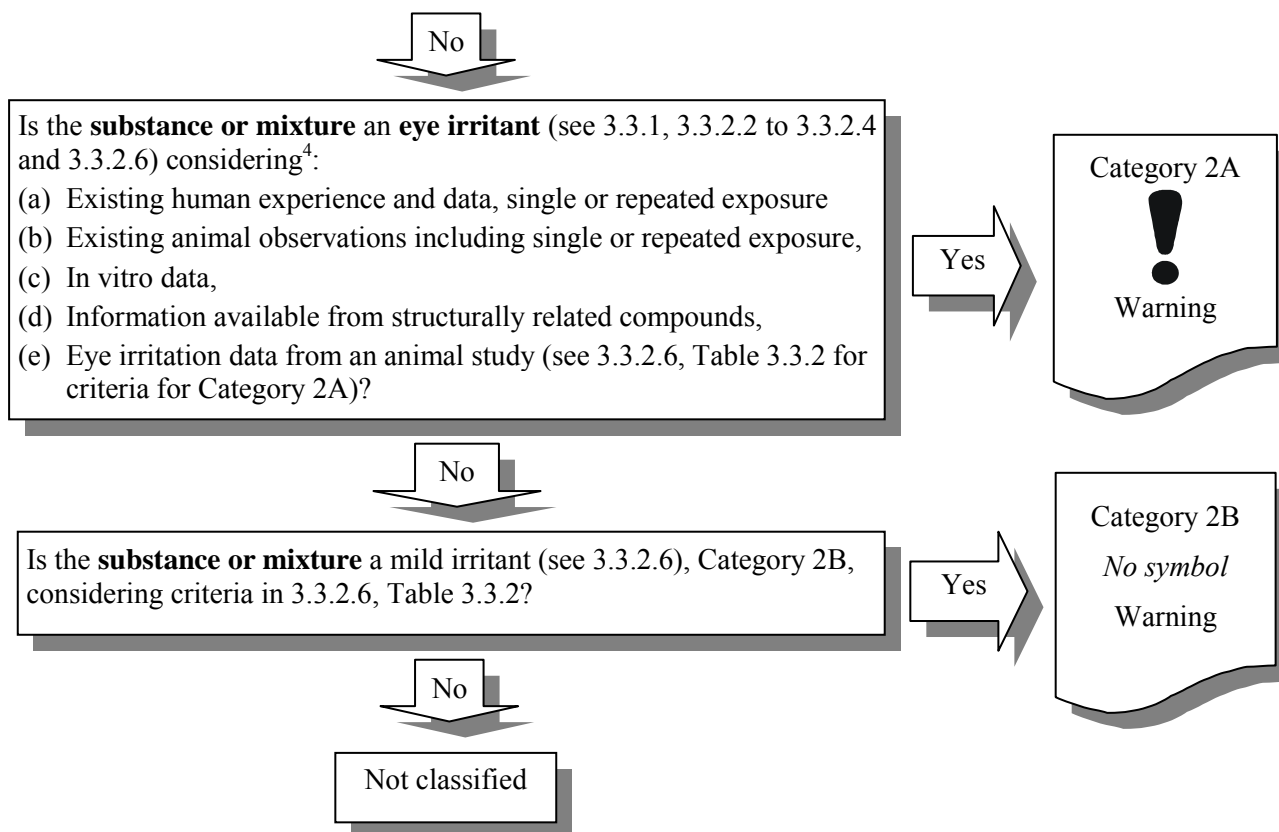 No
Is the substance or mixture an eye irritant (see 3.3.1, 3.3.2.2 to 3.3.2.4
and 3.3.2.6) considering4:
(a) Existing human experience and data, single or repeated exposure
(b) Existing animal observations including single or repeated exposure,
(c) In vitro data,
(d) Information available from structurally related compounds,
(e) Eye irritation data from an animal study (see 3.3.2.6, Table 3.3.2 for
criteria for Category 2A)?
Yes
Category 2A
!
Warning
No
Is the substance or mixture a mild irritant (see 3.3.2.6), Category 2B,
considering criteria in 3.3.2.6, Table 3.3.2?
Yes
Category 2B
No symbol
Warning
No
Not classified